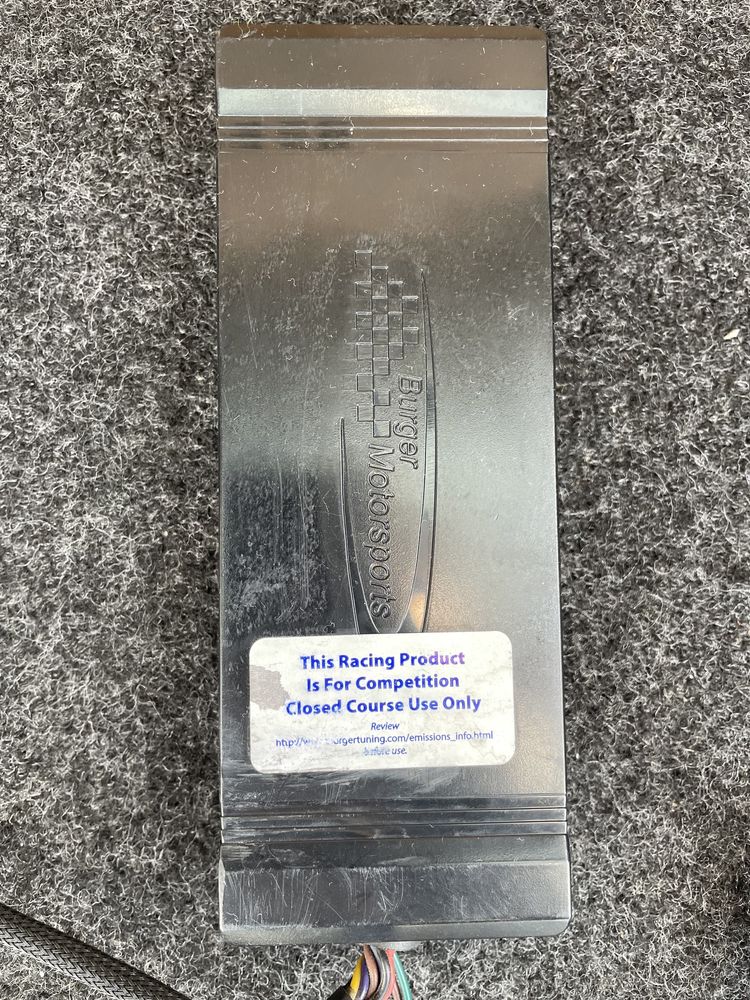 Burger
Motorsports
This Racing Product
Is For Competition
Closed Course Use Only
Review
before use.